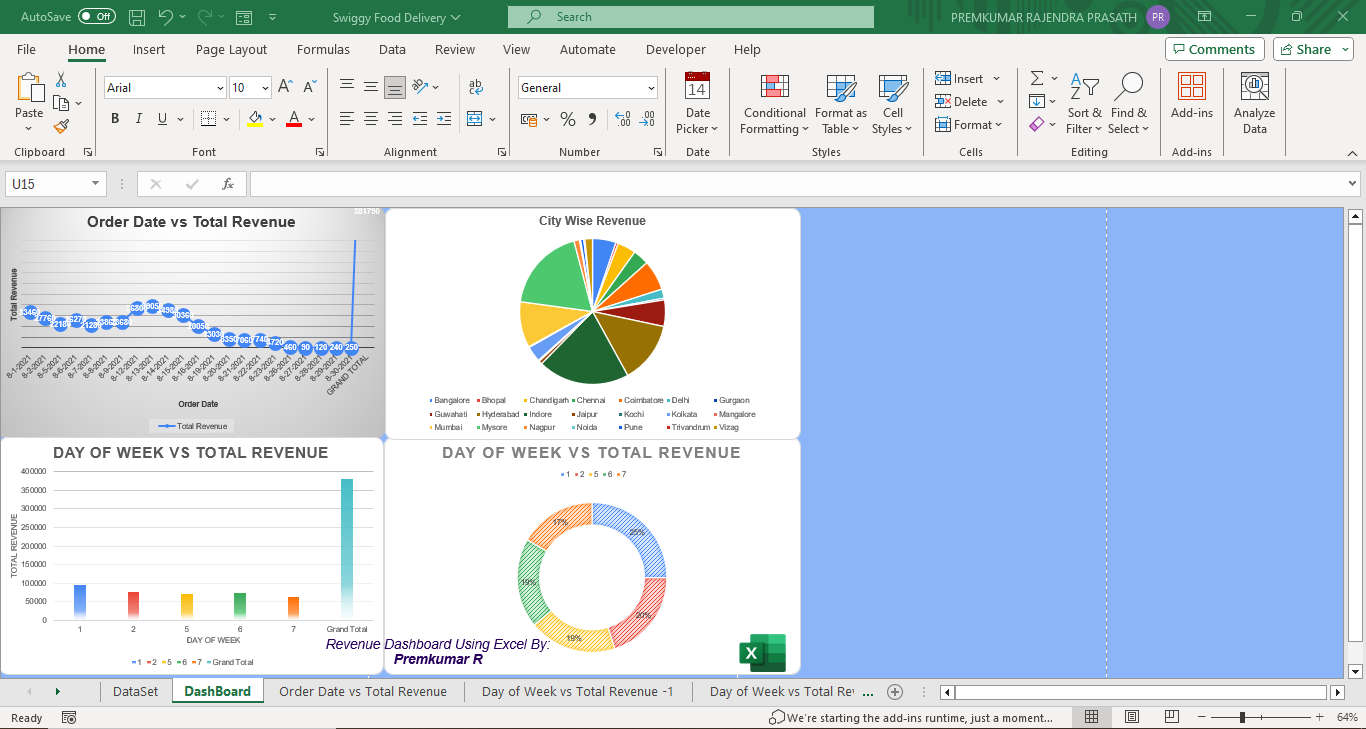 AutoSave Off Swiggy Food Delivery Search PREMKUMAR RAJENDRA PRASATH PR
File Home Insert Page Layout Formulas Data Review View Automate Developer Help Comments Share
Paste
Clipboard
Arial 10
B I U
Font
ab
Alignment
General
Number
14
Date
Picker
Date
Conditional
Formatting
Format as
Table
Cell
Styles
Styles
Insert
Delete
Format
Cells
Sort &
Filter
Find &
Select
Editing
Add-ins
Add-ins
Analyze
Data
U15 fx
Order Date vs Total Revenue
381790
Total Revenue
460 90 120 240 250
8-1-2021 8-2-2021 8-5-2021 8-6-2021 8-7-2021 8-8-2021 8-9-2021 8-12-2021 8-13-2021 8-14-2021 8-15-2021 8-16-2021 8-19-2021 8-20-2021 8-21-2021 8-22-2021 8-23-2021 8-26-2021 8-27-2021 8-28-2021 8-29-2021 8-30-2021 GRAND TOTAL
Order Date
Total Revenue
City Wise Revenue
Bangalore Bhopal Chandigarh Chennai Coimbatore Delhi Gurgaon
Guwahati Hyderabad Indore Jaipur Kochi Kolkata Mangalore
Mumbai Mysore Nagpur Noida Pune Trivandrum Vizag
DAY OF WEEK VS TOTAL REVENUE
TOTAL REVENUE
400000
350000
300000
250000
200000
150000
100000
50000
0
1 2 5 6 7 Grand Total
DAY OF WEEK
1 2 5 6 7 Grand Total
DAY OF WEEK VS TOTAL REVENUE
1 2 5 6 7
17% 25%
19%
20%
19%
Revenue Dashboard Using Excel By:
Premkumar R
X
DataSet DashBoard Order Date vs Total Revenue Day of Week vs Total Revenue -1 Day of Week vs Total Rev ...
Ready We're starting the add-ins runtime, just a moment... 64%